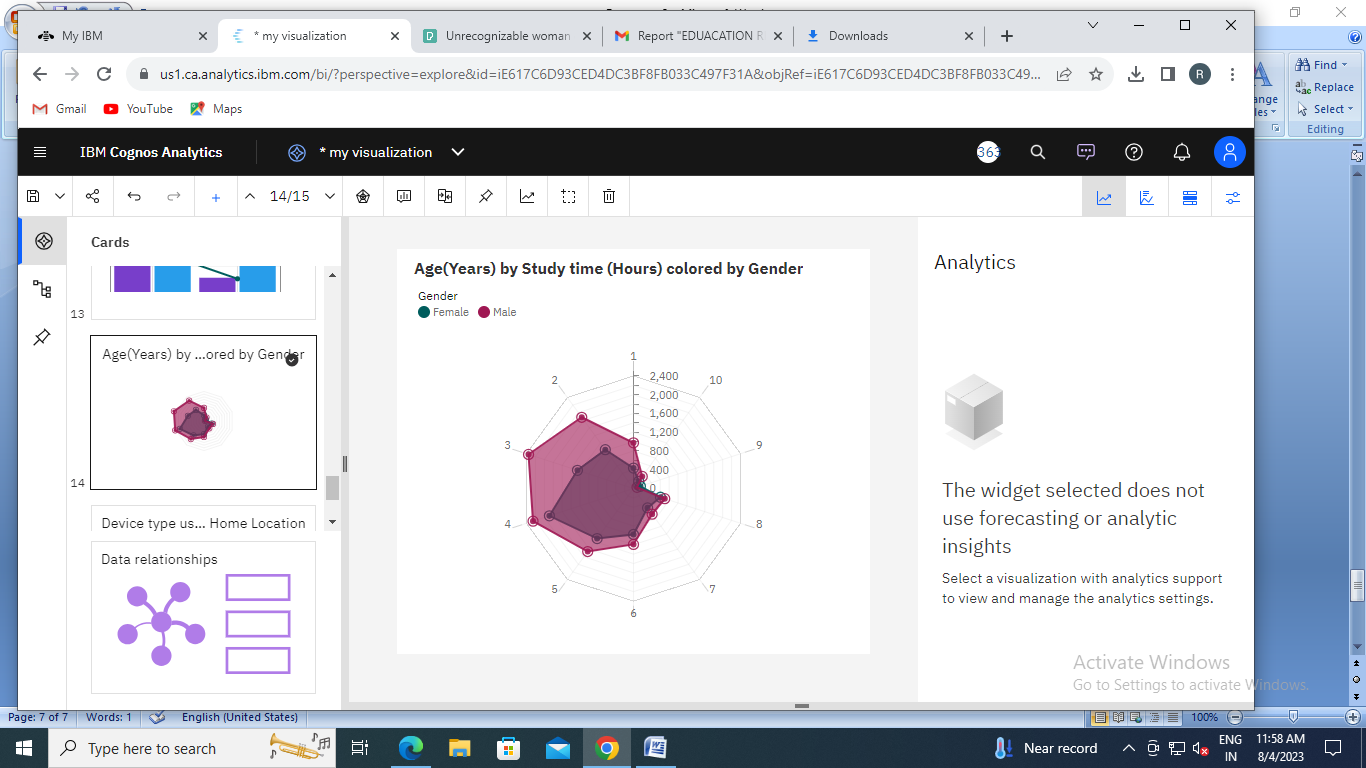 My IBM
* my visualization
Unrecognizable woman
Report "EDUACATION R
Downloads
us1.ca.analytics.ibm.com/bi/?perspective=explore&id=iE617C6D93CED4DC3BF8FB033C497F31A&objRef=iE617C6D93CED4DC3BF8FB033C49...
R
Gmail
YouTube
Maps
Find
Replace
Select
Editing
ange
IBM Cognos Analytics
* my visualization
363
14/15
Cards
13
Age(Years) by ...ored by Gender
14
Device type us... Home Location
Data relationships
Age(Years) by Study time (Hours) colored by Gender
Gender
Female
Male
1
2
10
2,400
2,000
1,600
1,200
800
400
0
3
9
4
8
5
7
6
Analytics
The widget selected does not
use forecasting or analytic
insights
Select a visualization with analytics support
to view and manage the analytics settings.
Activate Windows
Go to Settings to activate Windows.
Page: 7 of 7
Words: 1
English (United States)
100%
Type here to search
Near record
ENG
IN
11:58 AM
8/4/2023